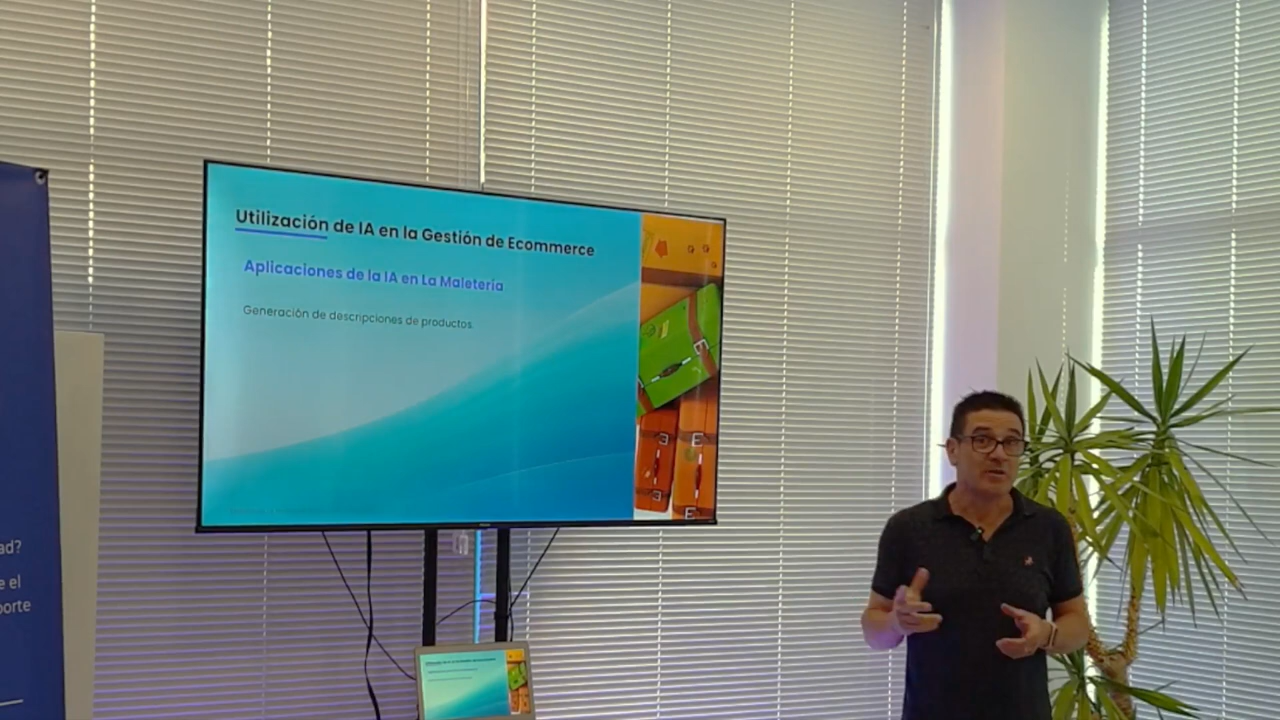 Utilización de IA en la Gestión de Ecommerce
Aplicaciones de la IA en La Maleteria
Generación de descripciones de productos.
ad?
e el
porte